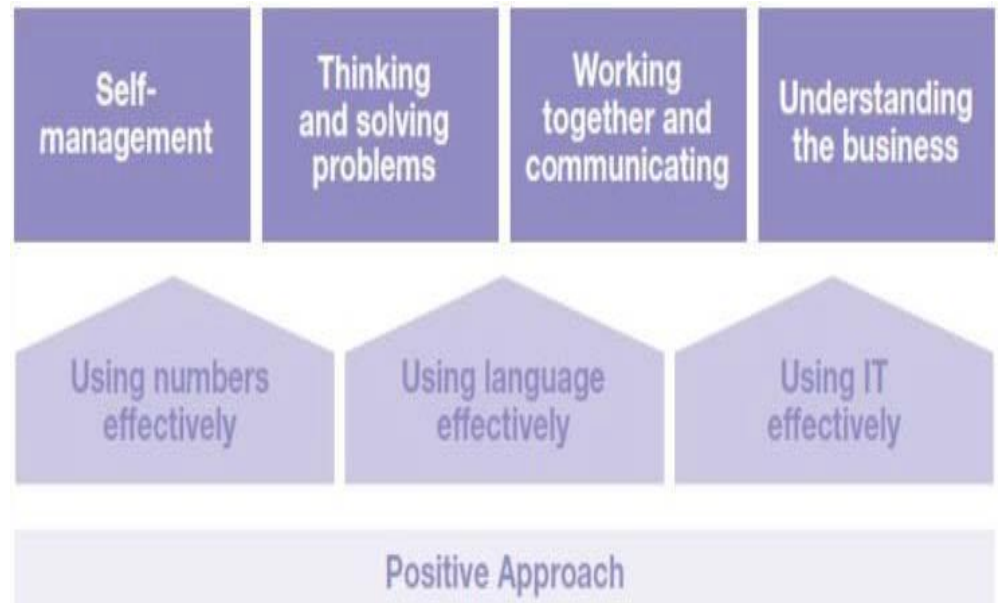 Self-
management
Thinking
and solving
problems
Working
together and
communicating
Understanding
the business
Using numbers
effectively
Using language
effectively
Using IT
effectively
Positive Approach